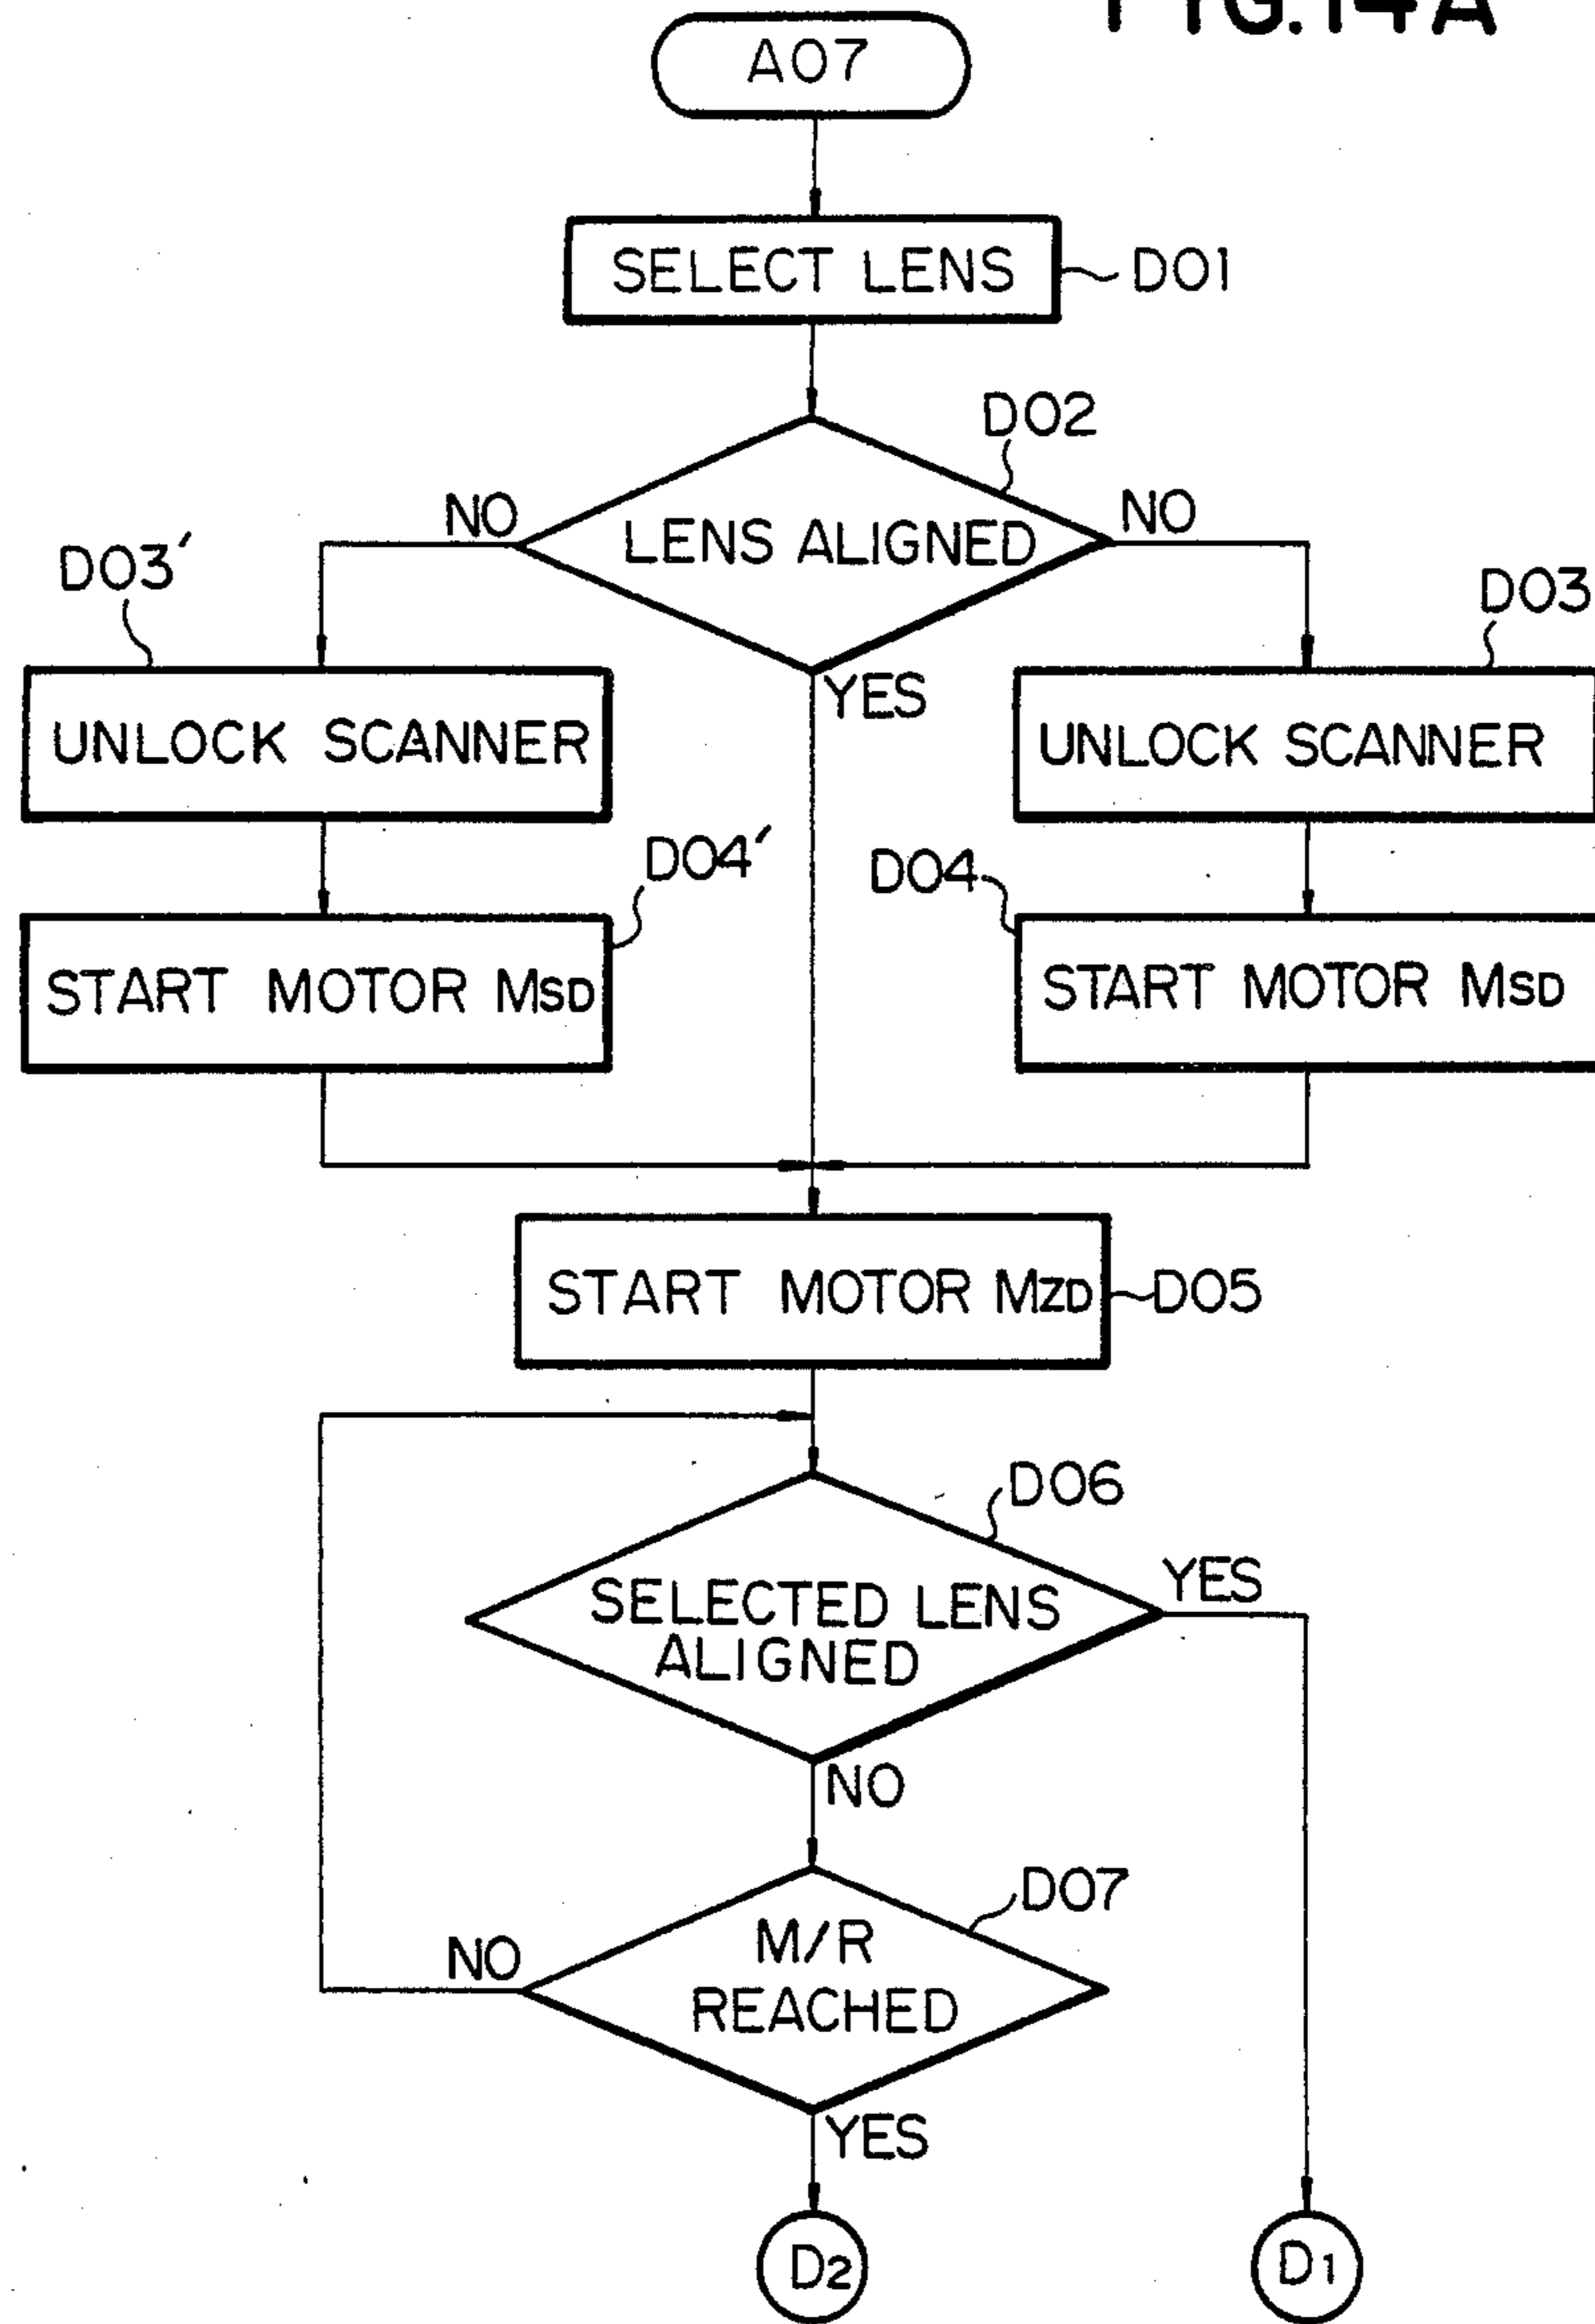 FIG.14A
A07
SELECT LENS
D01
D02
NO
LENS ALIGNED
NO
D03'
D03
YES
UNLOCK SCANNER
UNLOCK SCANNER
D04'
D04
START MOTOR MSD
START MOTOR MSD
START MOTOR MZD
D05
D06
YES
SELECTED LENS
ALIGNED
NO
D07
M/R
NO
REACHED
YES
D2
D1